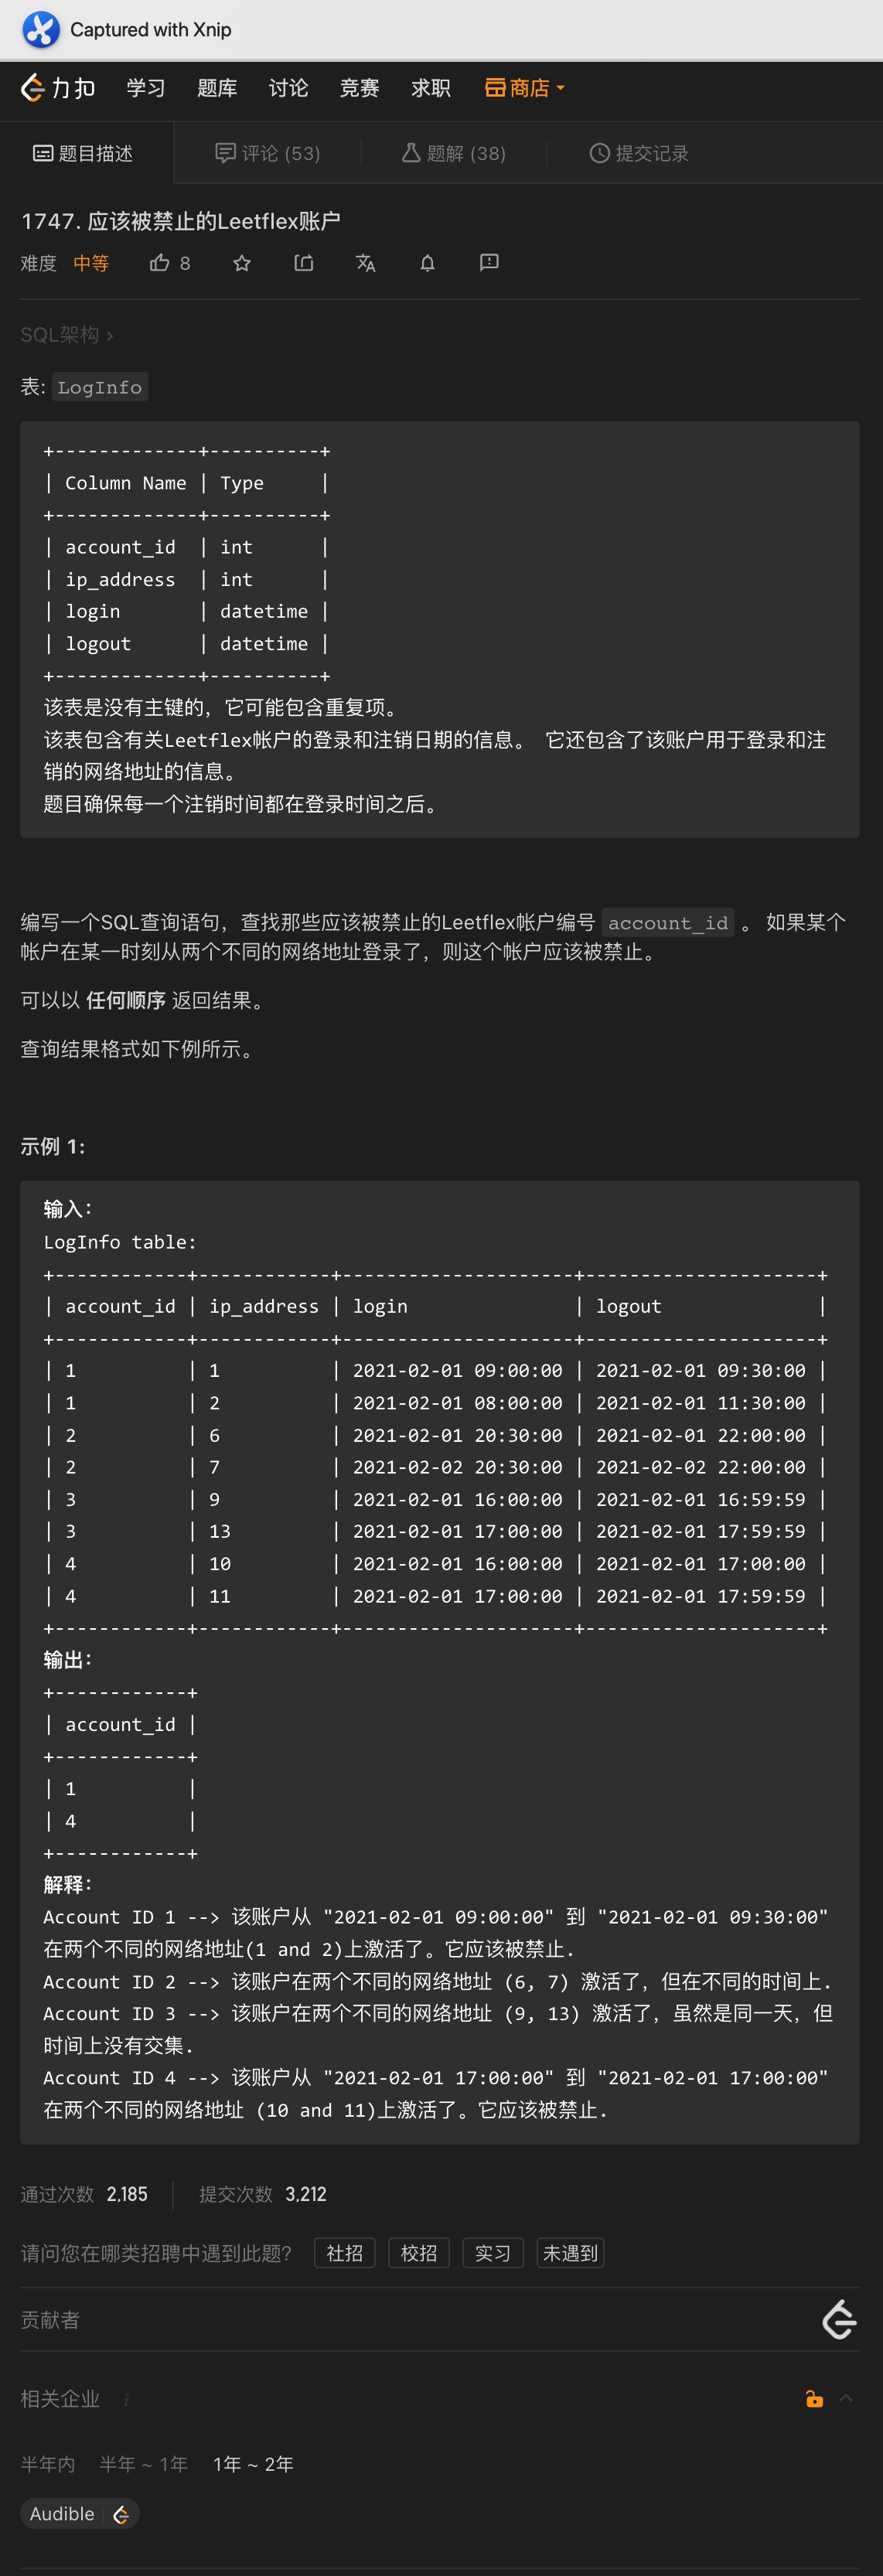 Captured with Xnip
力扣 学习 题库 讨论 竞赛 求职 商店
题目描述 评论 (53) 题解 (38) 提交记录
1747. 应该被禁止的Leetflex账户
难度 中等 8
SQL架构 ›
表: LogInfo
+-------------+----------+
| Column Name | Type     |
+-------------+----------+
| account_id  | int      |
| ip_address  | int      |
| login       | datetime |
| logout      | datetime |
+-------------+----------+
该表是没有主键的，它可能包含重复项。
该表包含有关Leetflex帐户的登录和注销日期的信息。 它还包含了该账户用于登录和注
销的网络地址的信息。
题目确保每一个注销时间都在登录时间之后。
编写一个SQL查询语句，查找那些应该被禁止的Leetflex帐户编号 account_id 。 如果某个
帐户在某一时刻从两个不同的网络地址登录了，则这个帐户应该被禁止。
可以以 任何顺序 返回结果。
查询结果格式如下例所示。
示例 1:
输入：
LogInfo table:
+------------+------------+---------------------+---------------------+
| account_id | ip_address | login               | logout              |
+------------+------------+---------------------+---------------------+
| 1          | 1          | 2021-02-01 09:00:00 | 2021-02-01 09:30:00 |
| 1          | 2          | 2021-02-01 08:00:00 | 2021-02-01 11:30:00 |
| 2          | 6          | 2021-02-01 20:30:00 | 2021-02-01 22:00:00 |
| 2          | 7          | 2021-02-02 20:30:00 | 2021-02-02 22:00:00 |
| 3          | 9          | 2021-02-01 16:00:00 | 2021-02-01 16:59:59 |
| 3          | 13         | 2021-02-01 17:00:00 | 2021-02-01 17:59:59 |
| 4          | 10         | 2021-02-01 16:00:00 | 2021-02-01 17:00:00 |
| 4          | 11         | 2021-02-01 17:00:00 | 2021-02-01 17:59:59 |
+------------+------------+---------------------+---------------------+
输出：
+------------+
| account_id |
+------------+
| 1          |
| 4          |
+------------+
解释：
Account ID 1 --> 该账户从 "2021-02-01 09:00:00" 到 "2021-02-01 09:30:00"
在两个不同的网络地址(1 and 2)上激活了。它应该被禁止.
Account ID 2 --> 该账户在两个不同的网络地址 (6, 7) 激活了，但在不同的时间上.
Account ID 3 --> 该账户在两个不同的网络地址 (9, 13) 激活了，虽然是同一天，但
时间上没有交集.
Account ID 4 --> 该账户从 "2021-02-01 17:00:00" 到 "2021-02-01 17:00:00"
在两个不同的网络地址 (10 and 11)上激活了。它应该被禁止.
通过次数 2,185 提交次数 3,212
请问您在哪类招聘中遇到此题? 社招 校招 实习 未遇到
贡献者
相关企业 i
半年内 半年 ~ 1年 1年 ~ 2年
Audible